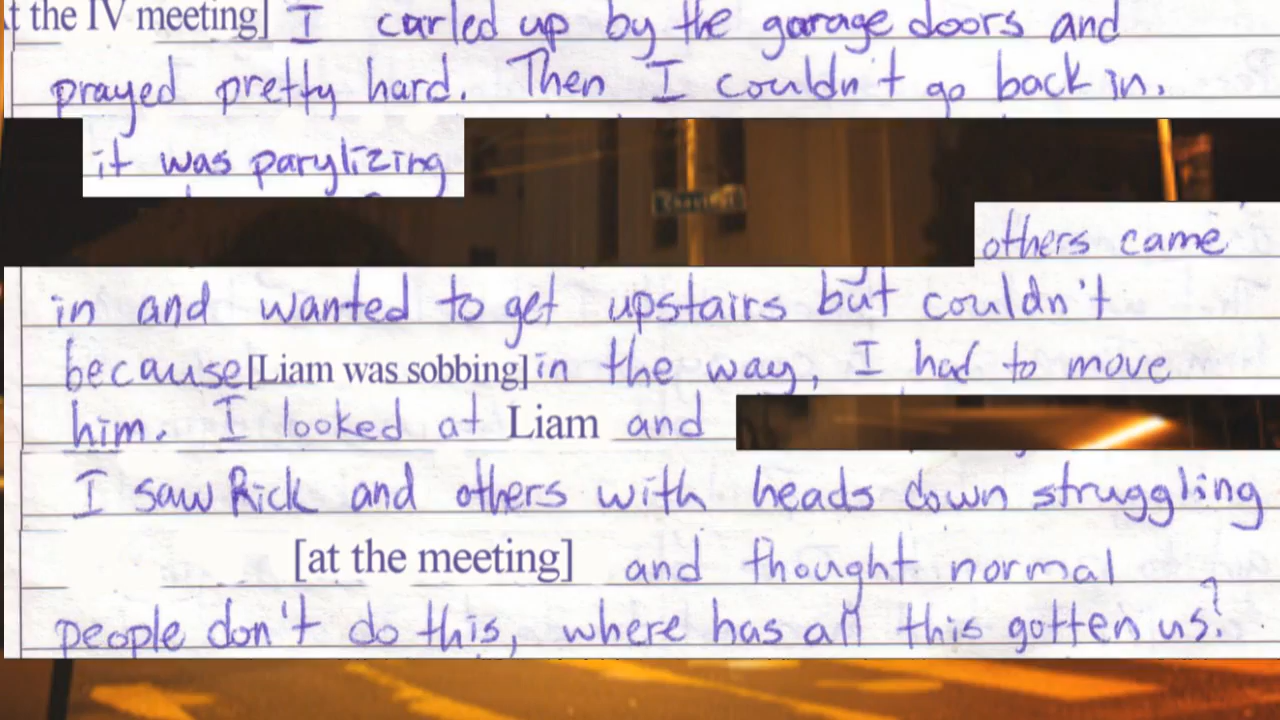 t the IV meeting] I curled up by the garage doors and
prayed pretty hard. Then I couldn't go back in.
it was parylizing
Chestnut
others came
in and wanted to get upstairs but couldn't
because [Liam was sobbing] in the way, I had to move
him. I looked at Liam and
I saw Rick and others with heads down struggling
[at the meeting] and thought normal
people don't do this, where has all this gotten us?